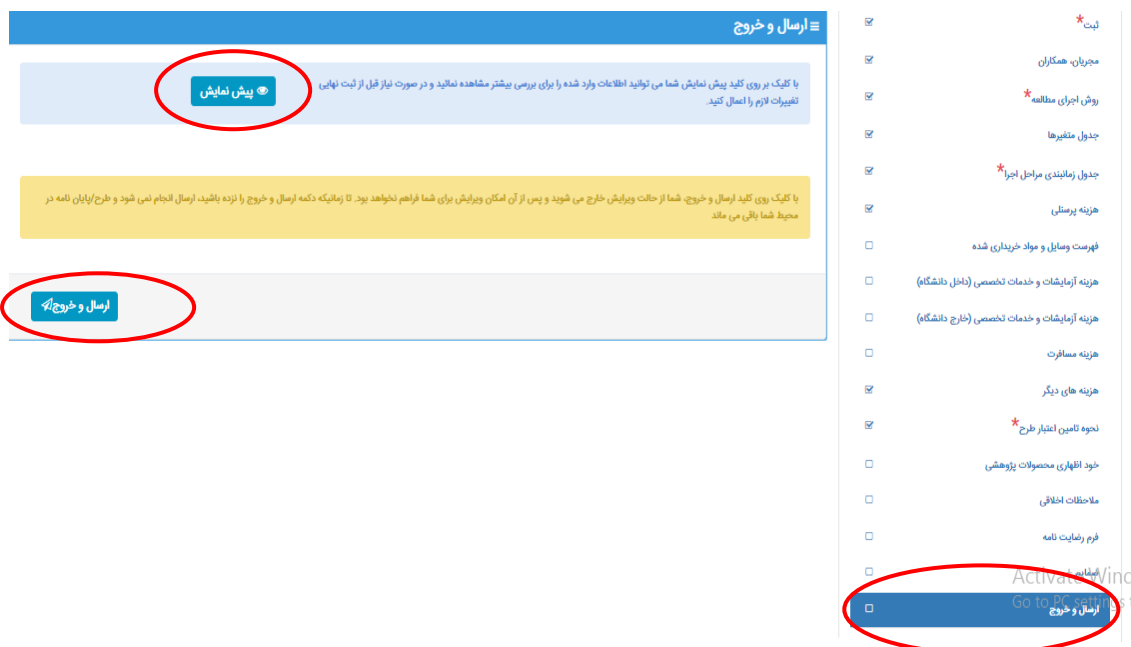 ثبت*
مجریان، همکاران
روش اجرای مطالعه*
جدول متغیرها
جدول زمانبندی مراحل اجرا*
هزینه پرسنلی
فهرست وسایل و مواد خریداری شده
هزینه آزمایشات و خدمات تخصصی (داخل دانشگاه)
هزینه آزمایشات و خدمات تخصصی (خارج دانشگاه)
هزینه مسافرت
هزینه های دیگر
نحوه تامین اعتبار طرح*
خود اظهاری محصولات پژوهشی
ملاحظات اخلاقی
فرم رضایت نامه
ضمایم
ارسال و خروج
ارسال و خروج
با کلیک بر روی کلید پیش نمایش شما می توانید اطلاعات وارد شده را برای بررسی بیشتر مشاهده نمائید و در صورت نیاز قبل از ثبت نهایی
تغییرات لازم را اعمال کنید.
پیش نمایش
با کلیک روی کلید ارسال و خروج، شما از حالت ویرایش خارج می شوید و پس از آن امکان ویرایش برای شما فراهم نخواهد بود. تا زمانیکه دکمه ارسال و خروج را نزده باشید، ارسال انجام نمی شود و طرح/پایان نامه در
محیط شما باقی می ماند
ارسال و خروج
Activate Winc
Go to PC settings t